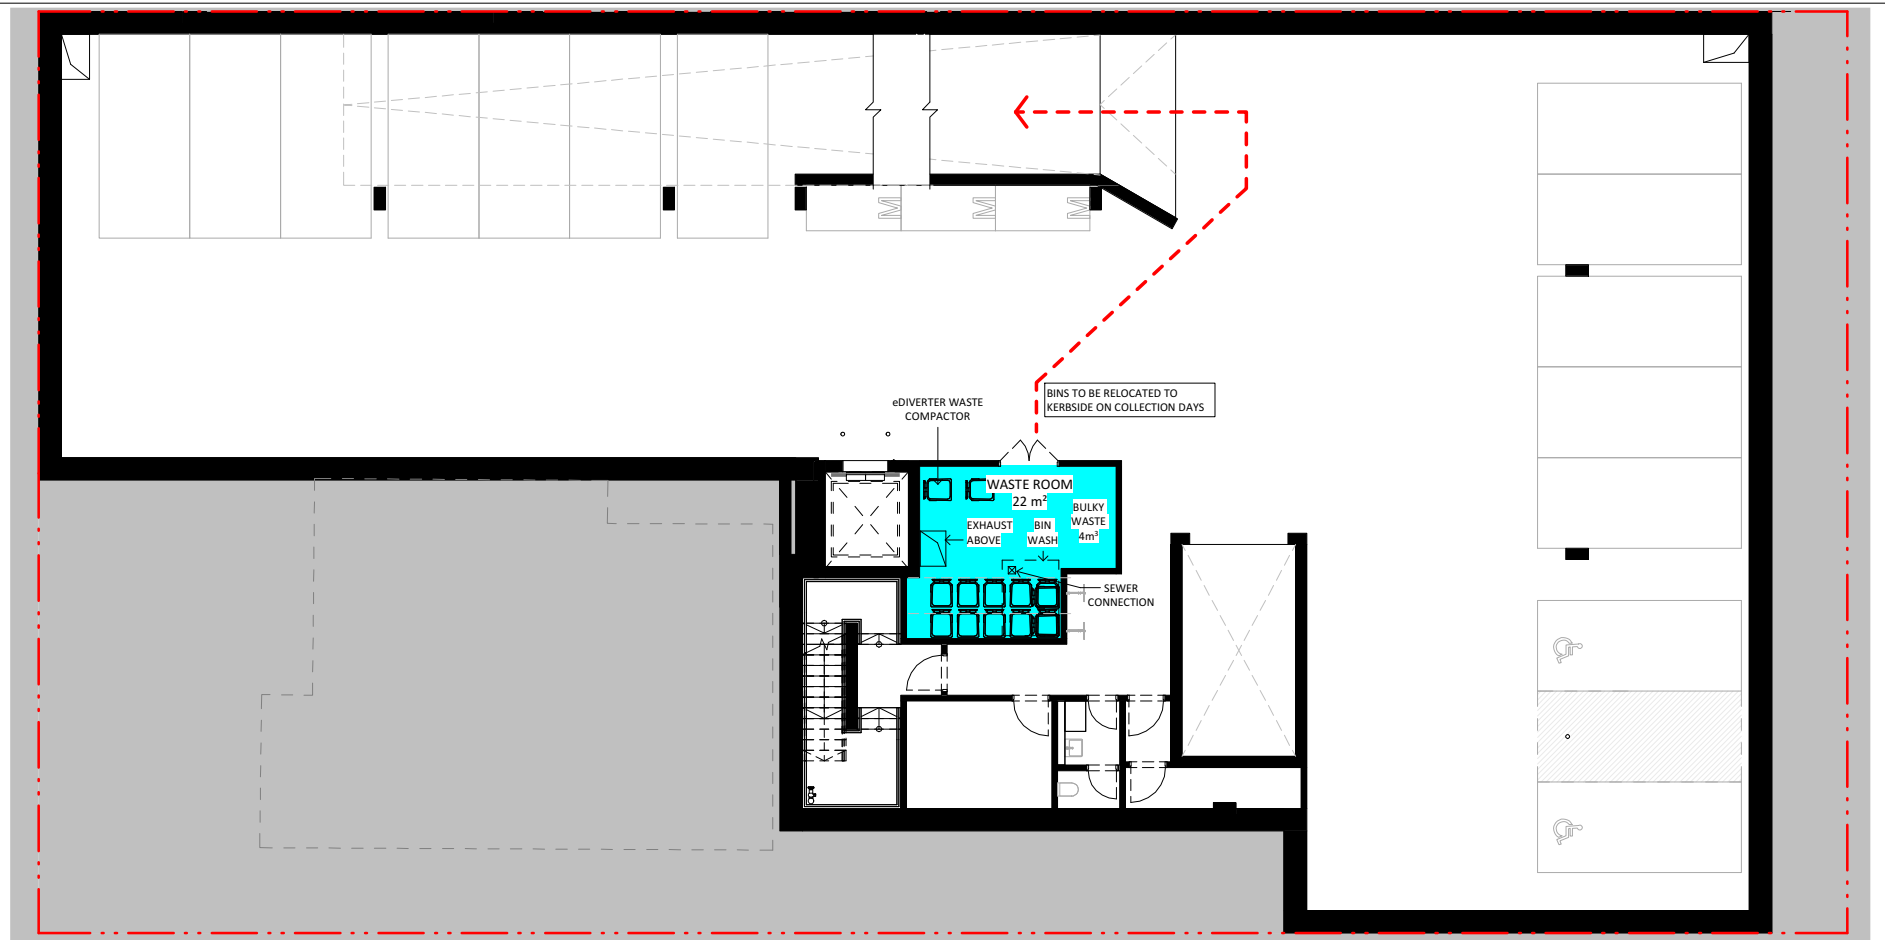 M
M
M
BINS TO BE RELOCATED TO
KERBSIDE ON COLLECTION DAYS
eDIVERTER WASTE
COMPACTOR
WASTE ROOM
22 m²
EXHAUST
ABOVE
BIN
WASH
BULKY
WASTE
4m³
SEWER
CONNECTION